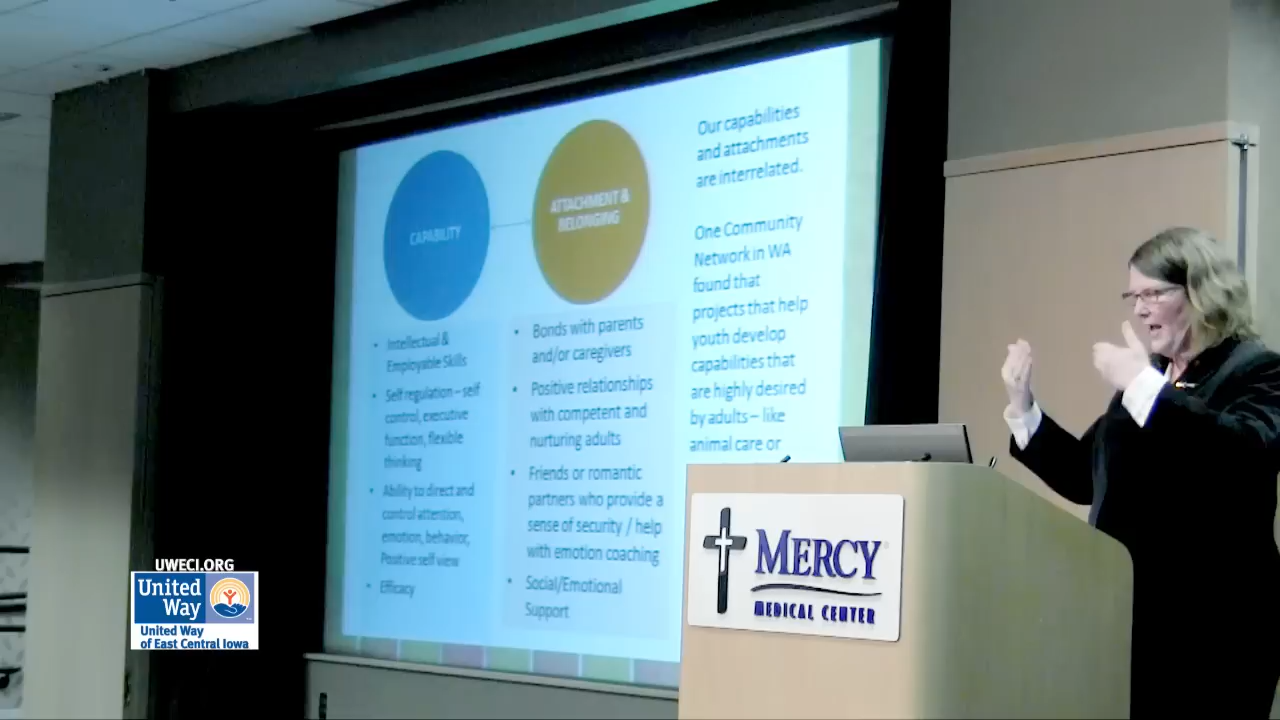 CAPABILITY
ATTACHMENT &
BELONGING
Our capabilities
and attachments
are interrelated.
One Community
Network in WA
found that
projects that help
youth develop
capabilities that
are highly desired
by adults – like
animal care or
• Intellectual &
Employable Skills
• Self regulation – self
control, executive
function, flexible
thinking
• Ability to direct and
control attention,
emotion, behavior,
Positive self view
• Efficacy
• Bonds with parents
and/or caregivers
• Positive relationships
with competent and
nurturing adults
• Friends or romantic
partners who provide a
sense of security / help
with emotion coaching
• Social/Emotional
Support
MERCY
MEDICAL CENTER
UWECI.ORG
United
Way
United Way
of East Central Iowa